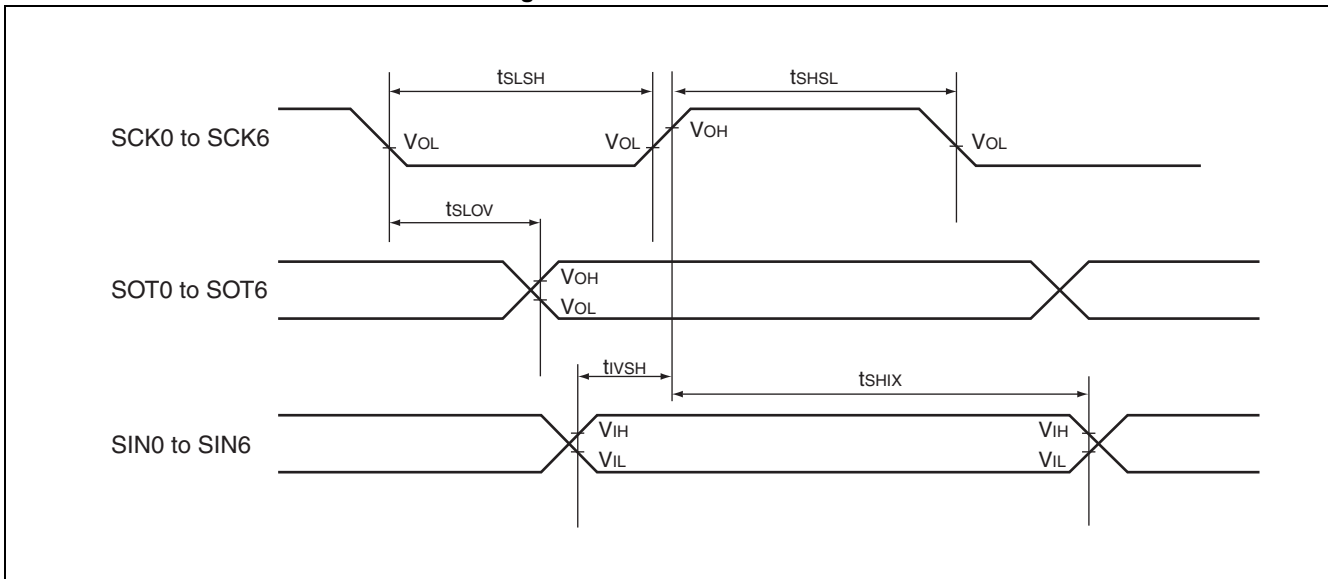 g
tSLSH
tSHSL
SCK0 to SCK6
VOL
VOL
VOH
VOL
tSLOV
SOT0 to SOT6
VOH
VOL
tIVSH
tSHIX
SIN0 to SIN6
VIH
VIH
VIL
VIL